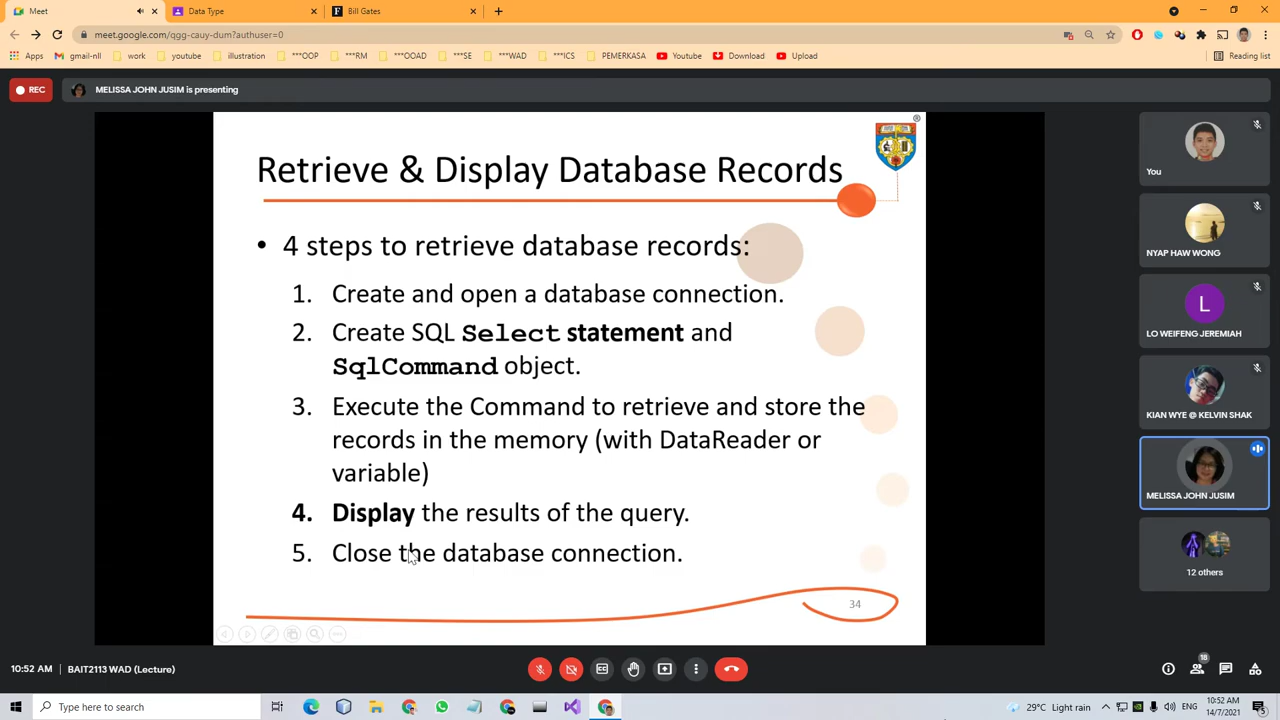 Meet
Data Type
Bill Gates
meet.google.com/qgg-cauy-dum?authuser=0
Apps
gmail-nll
work
youtube
illustration
***OOP
***RM
***OOAD
***SE
***WAD
***ICS
PEMERKASA
Youtube
Download
Upload
Reading list
REC
MELISSA JOHN JUSIM is presenting
Retrieve & Display Database Records
• 4 steps to retrieve database records:
1. Create and open a database connection.
2. Create SQL Select statement and
SqlCommand object.
3. Execute the Command to retrieve and store the
records in the memory (with DataReader or
variable)
4. Display the results of the query.
5. Close the database connection.
34
You
NYAP HAW WONG
L
LO WEIFENG JEREMIAH
KIAN WYE @ KELVIN SHAK
MELISSA JOHN JUSIM
12 others
10:52 AM
BAIT2113 WAD (Lecture)
18
Type here to search
29°C Light rain
10:52 AM
14/7/2021
5